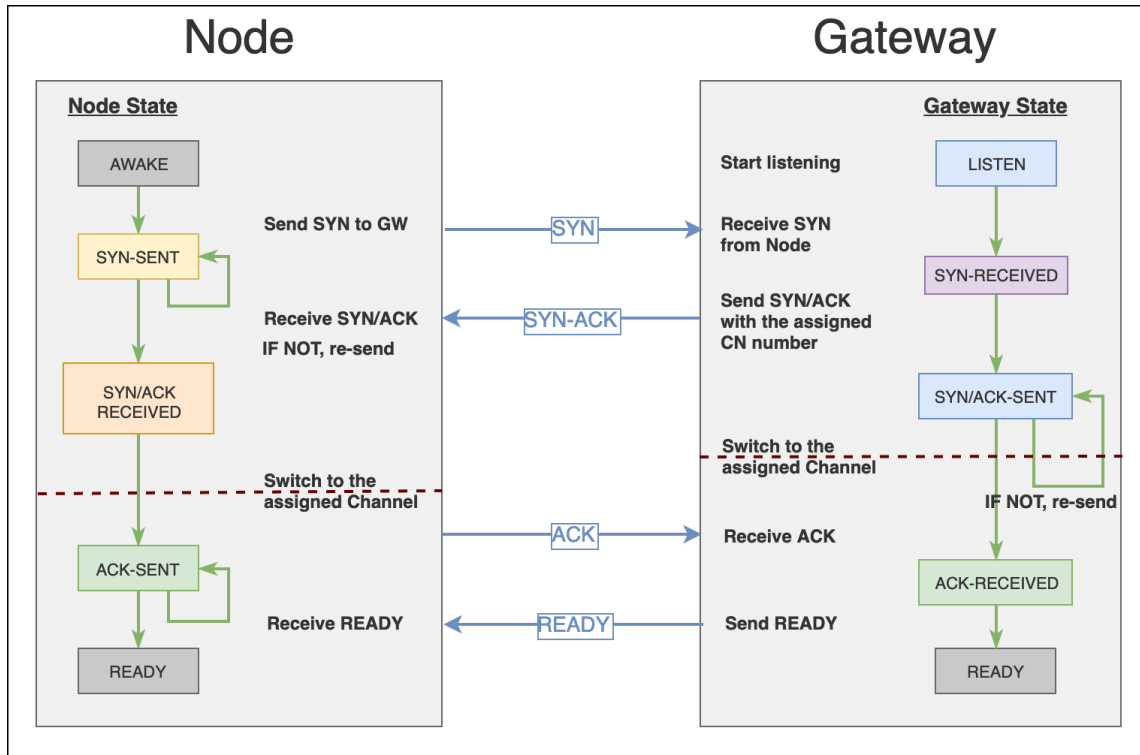 Node
Gateway
Node State
AWAKE
SYN-SENT
SYN/ACK
RECEIVED
ACK-SENT
READY
Send SYN to GW
Receive SYN/ACK
IF NOT, re-send
Switch to the
assigned Channel
Receive READY
SYN
SYN-ACK
ACK
READY
Start listening
Receive SYN
from Node
Send SYN/ACK
with the assigned
CN number
Switch to the
assigned Channel
Receive ACK
Send READY
Gateway State
LISTEN
SYN-RECEIVED
SYN/ACK-SENT
IF NOT, re-send
ACK-RECEIVED
READY